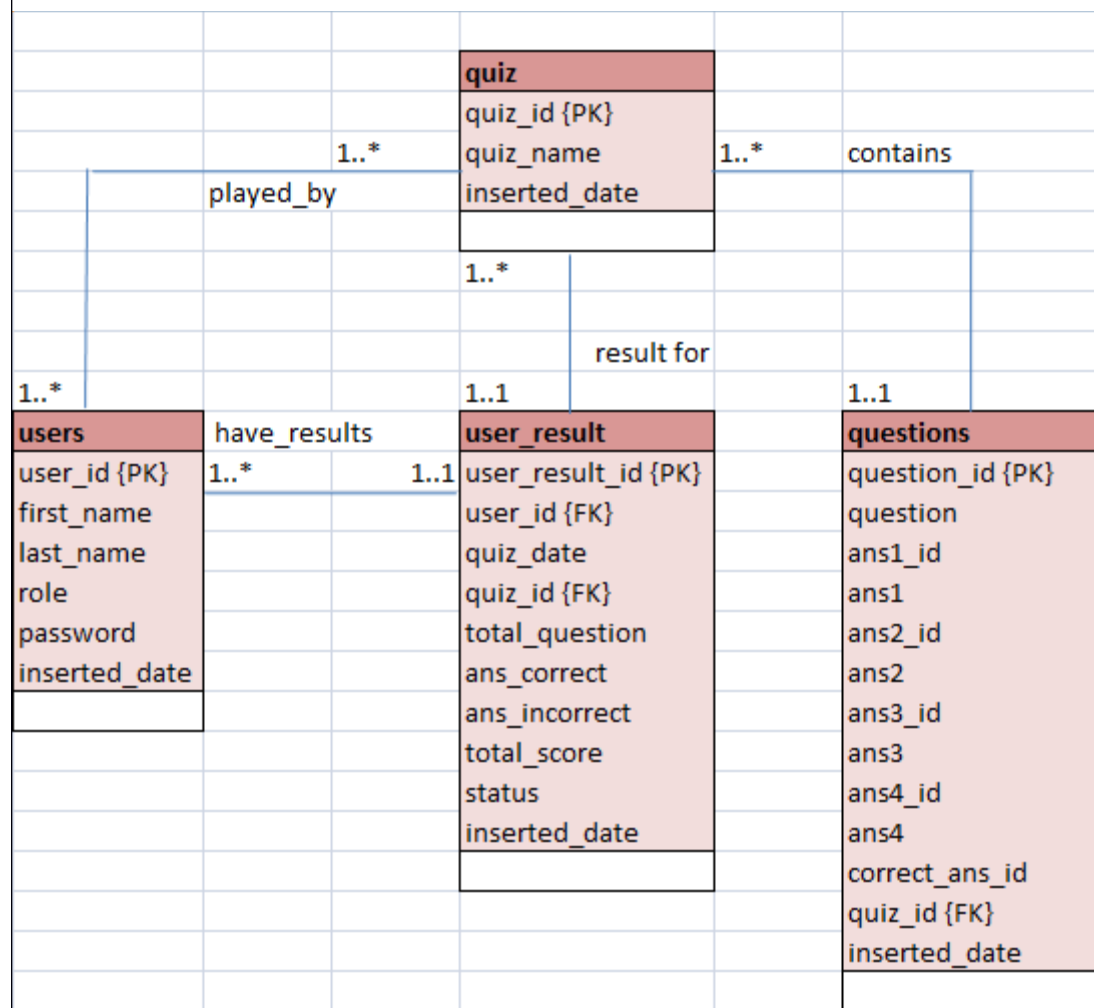 quiz
quiz_id {PK}
1..*
quiz_name
1..*
contains
played_by
inserted_date
1..*
result for
1..*
1..1
1..1
users
have_results
user_result
questions
user_id {PK}
1..*
1..1
user_result_id {PK}
question_id {PK}
first_name
user_id {FK}
question
last_name
quiz_date
ans1_id
role
quiz_id {FK}
ans1
password
total_question
ans2_id
inserted_date
ans_correct
ans2
ans_incorrect
ans3_id
total_score
ans3
status
ans4_id
inserted_date
ans4
correct_ans_id
quiz_id {FK}
inserted_date